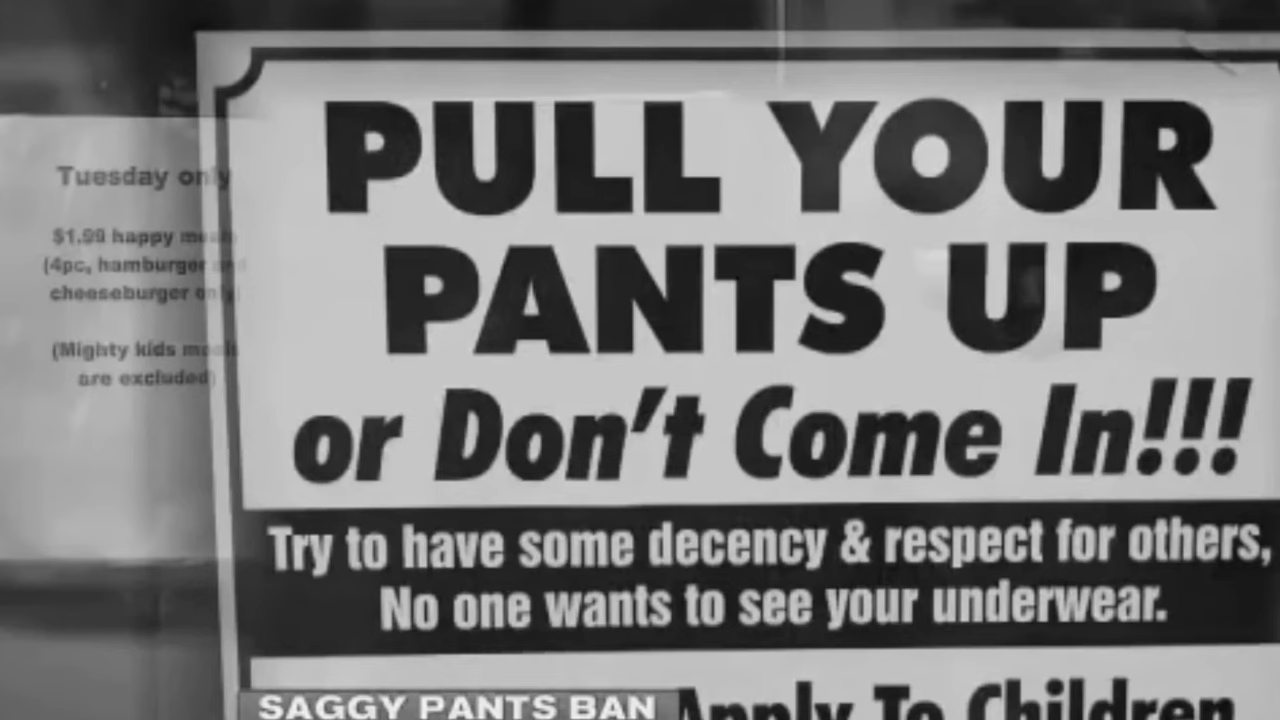 Tuesday only
$1.99 happy meals
(4pc, hamburger and
cheeseburger only)
(Mighty kids meals
are excluded)
PULL YOUR
PANTS UP
or Don't Come In!!!
Try to have some decency & respect for others,
No one wants to see your underwear.
Apply To Children
SAGGY PANTS BAN